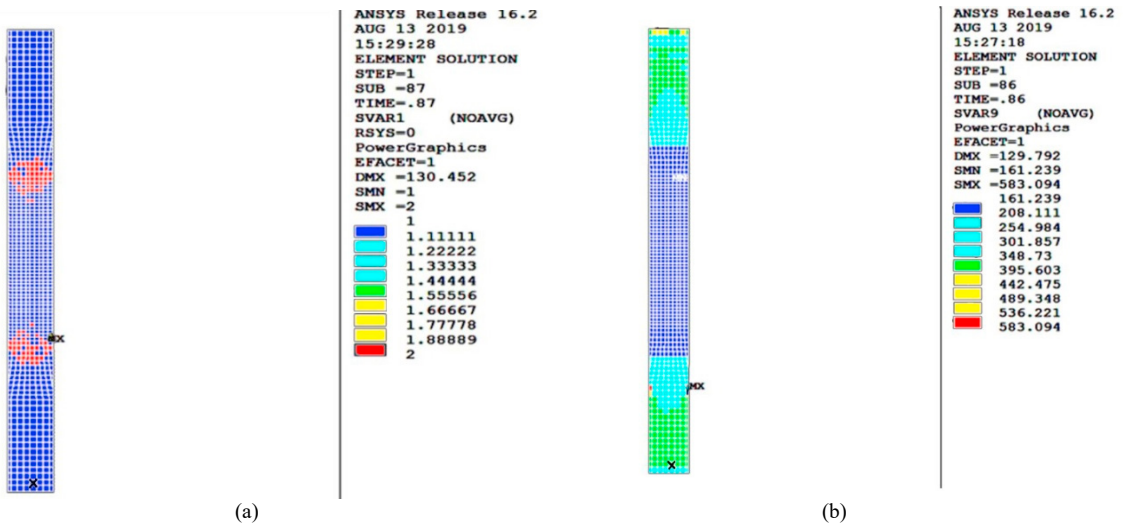 ANSYS Release 16.2
AUG 13 2019
15:29:28
ELEMENT SOLUTION
STEP=1
SUB =87
TIME=.87
SVAR1 (NOAVG)
RSYS=0
PowerGraphics
EFACET=1
DMX =130.452
SMN =1
SMX =2
1
1.11111
1.22222
1.33333
1.44444
1.55556
1.66667
1.77778
1.88889
2
X
(a)
ANSYS Release 16.2
AUG 13 2019
15:27:18
ELEMENT SOLUTION
STEP=1
SUB =86
TIME=.86
SVAR9 (NOAVG)
PowerGraphics
EFACET=1
DMX =129.792
SMN =161.239
SMX =583.094
161.239
208.111
254.984
301.857
348.73
395.603
442.475
489.348
536.221
583.094
MX
X
(b)